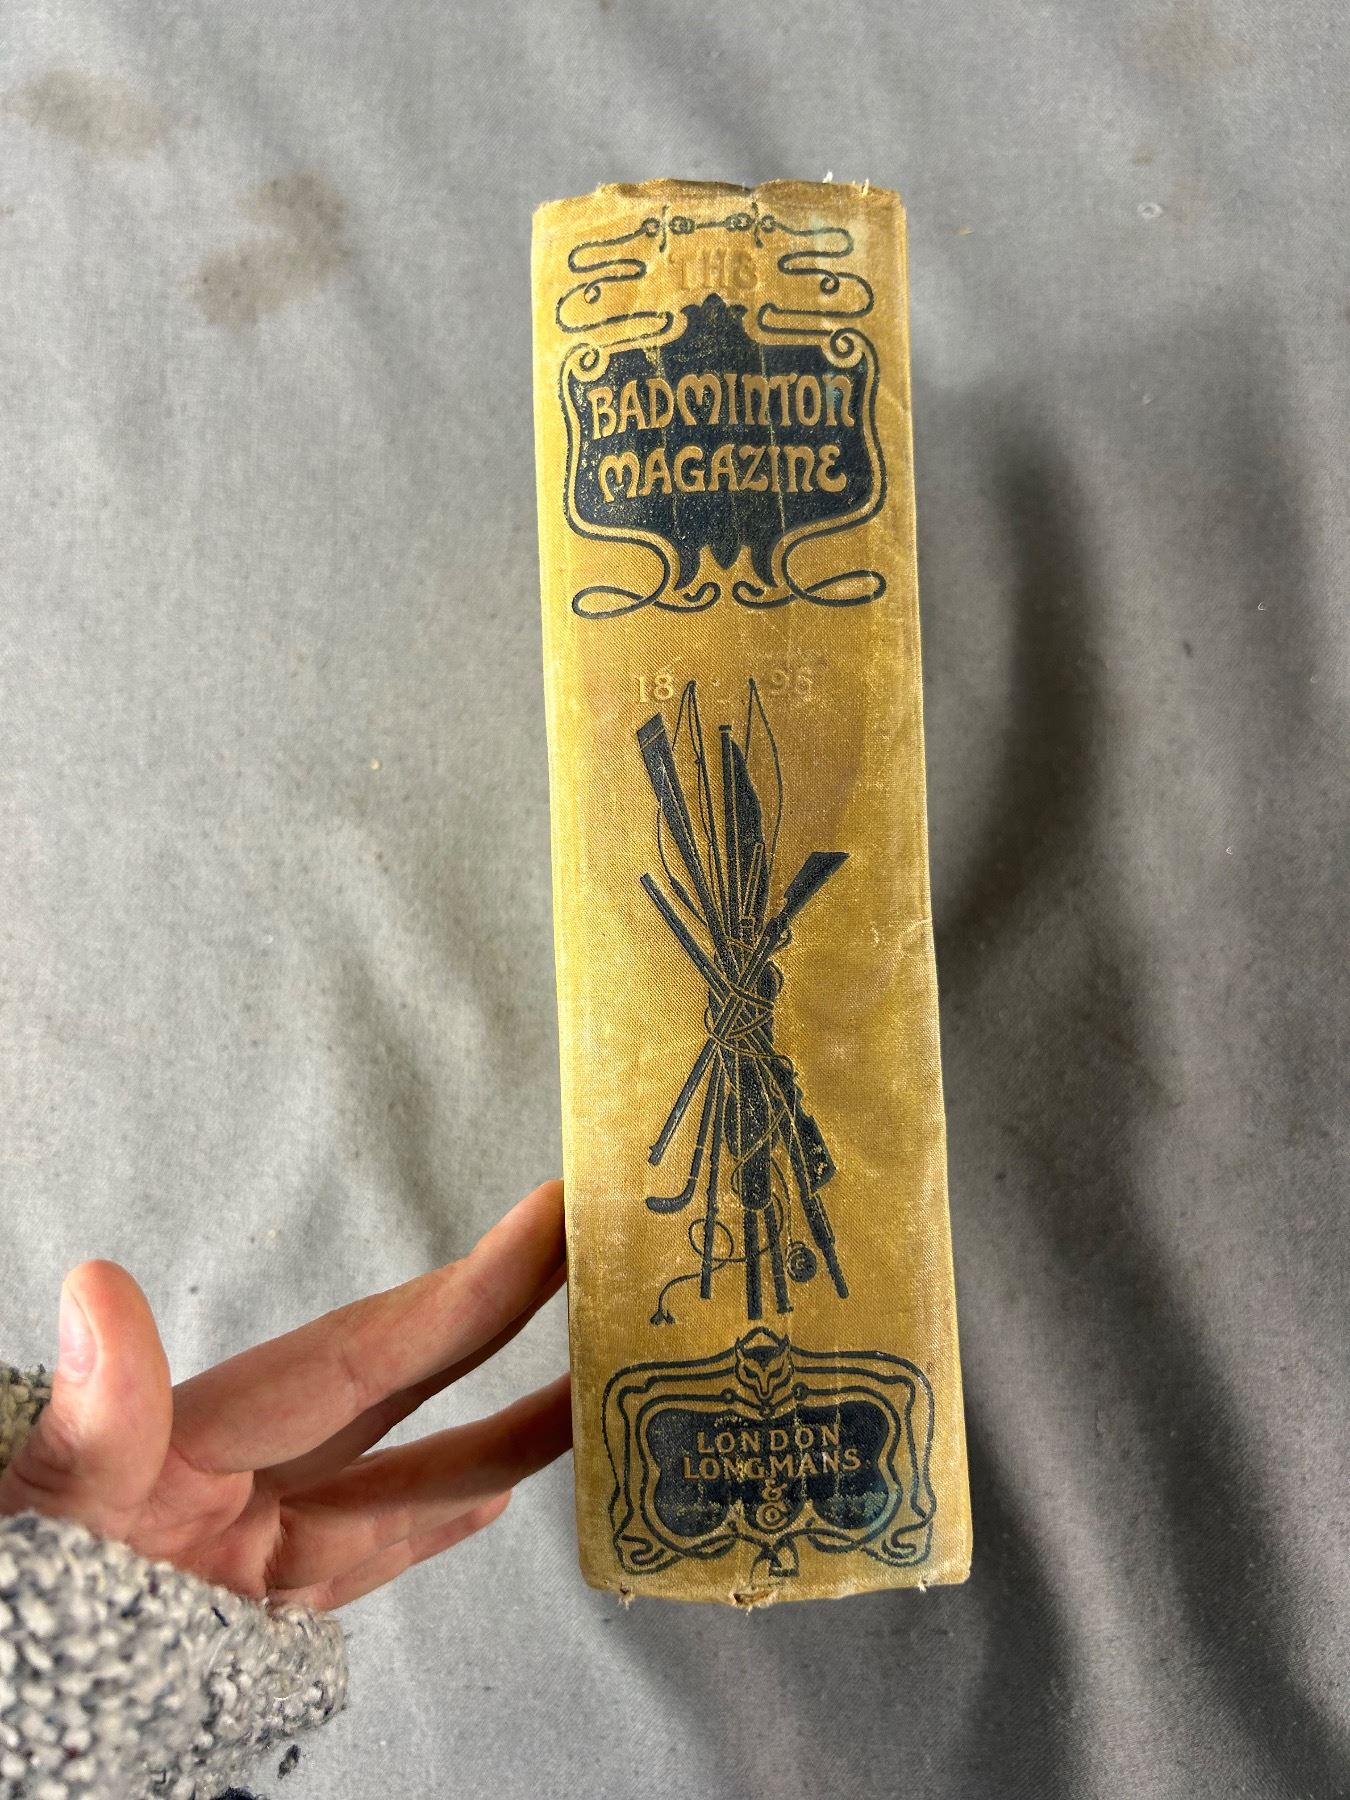 THE
BADMINTON
MAGAZINE
18 96
LONDON
LONGMANS
&
Co